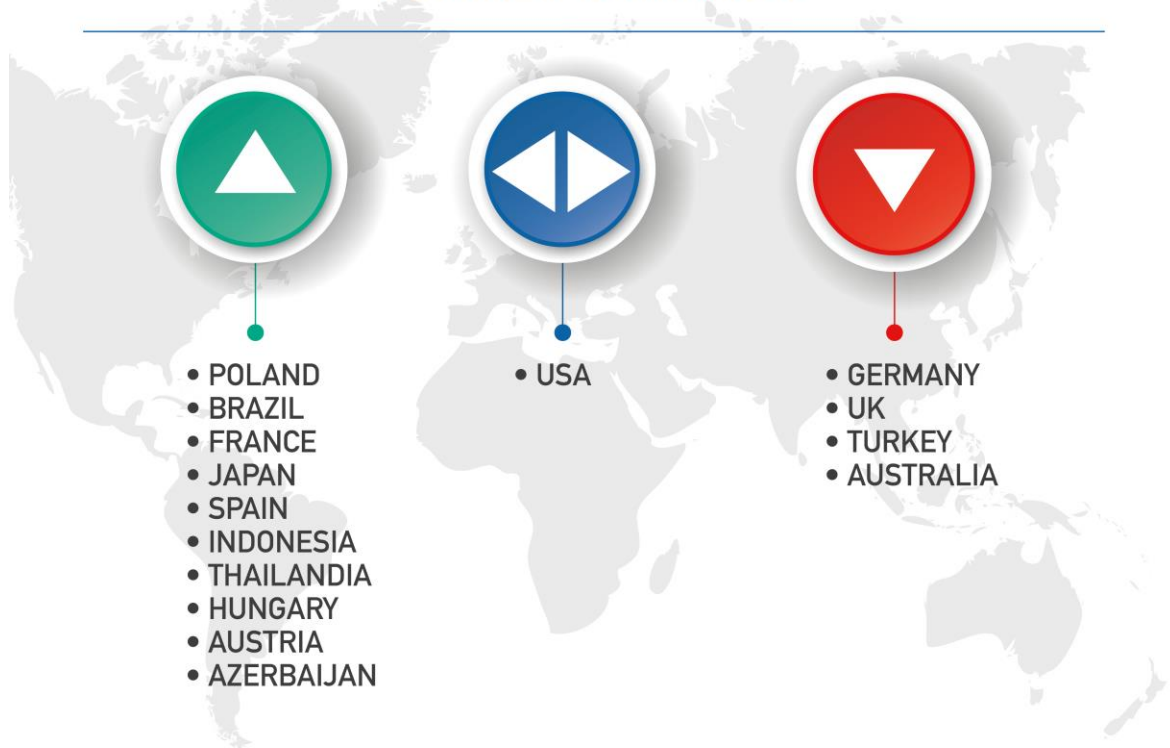 • POLAND
• BRAZIL
• FRANCE
• JAPAN
• SPAIN
• INDONESIA
• THAILANDIA
• HUNGARY
• AUSTRIA
• AZERBAIJAN
• USA
• GERMANY
• UK
• TURKEY
• AUSTRALIA